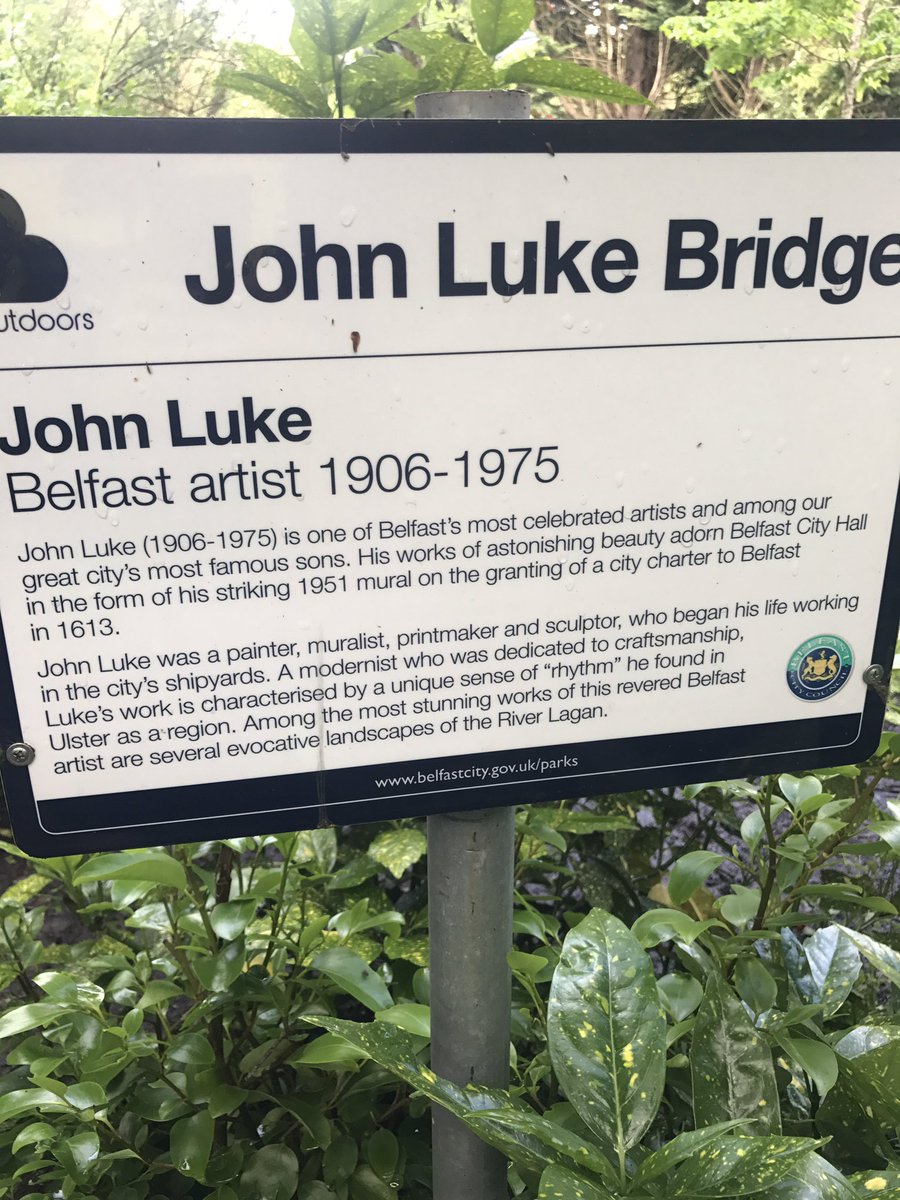 John Luke Bridge
utdoors
John Luke
Belfast artist 1906-1975
John Luke (1906-1975) is one of Belfast's most celebrated artists and among our
great city's most famous sons. His works of astonishing beauty adorn Belfast City Hall
in the form of his striking 1951 mural on the granting of a city charter to Belfast
in 1613.
John Luke was a painter, muralist, printmaker and sculptor, who began his life working
in the city's shipyards. A modernist who was dedicated to craftsmanship,
Luke's work is characterised by a unique sense of "rhythm" he found in
Ulster as a region. Among the most stunning works of this revered Belfast
artist are several evocative landscapes of the River Lagan.
BELFAST
CITY COUNCIL
www.belfastcity.gov.uk/parks